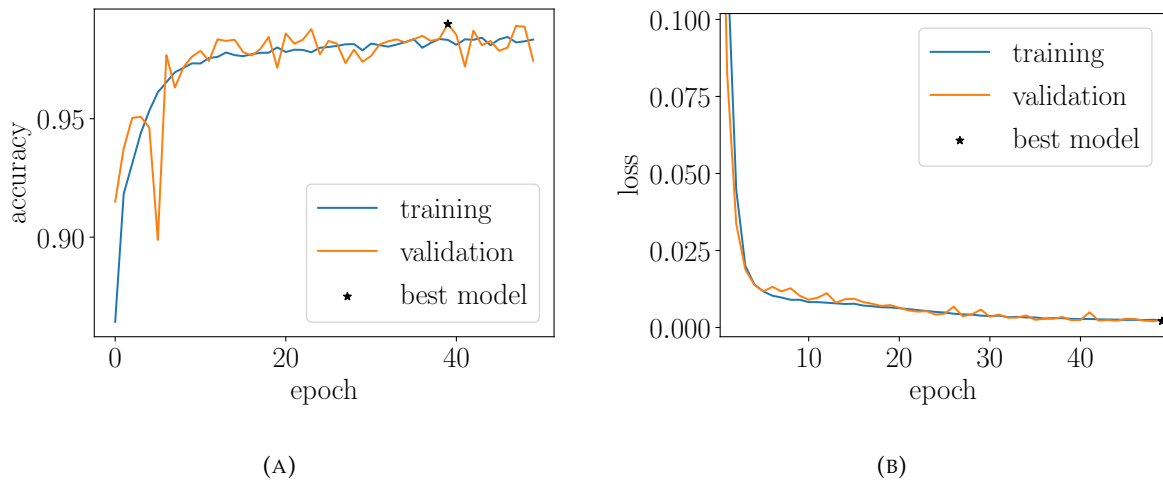 accuracy
0.95
0.90
training
validation
best model
0
20
40
epoch
(A)
loss
0.100
0.075
0.050
0.025
0.000
training
validation
best model
10
20
30
40
epoch
(B)